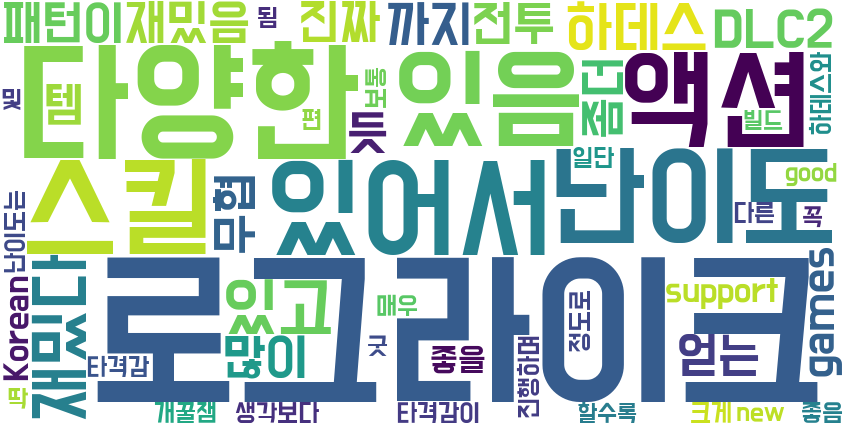 패턴이
재밌음
됨
진짜
까지
전투
하데스
DLC2
다양한
있음
좀더
액션
및
템
편
보통
듯
빌드
하데스와
스킬
무협
있어서
난이도
일단
good
다른
꼭
난이도는
Korean
재밌다
로그라이크
있고
많이
매우
굿
좋을
정도로
support
얻는
games
타격감
진행하며
딱
개꿀잼
생각보다
타격감이
할수록
크게
new
좋음